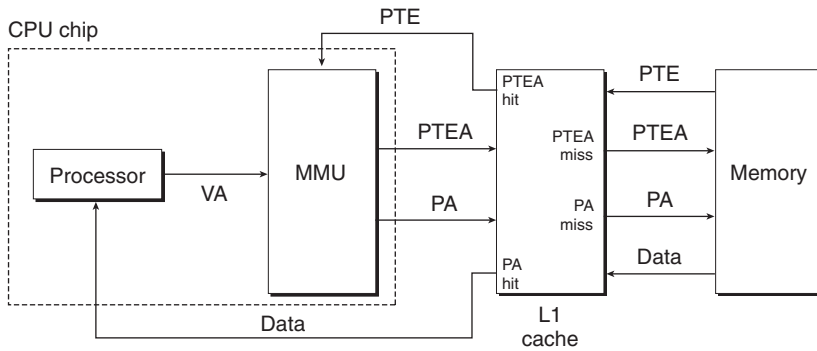 CPU chip
PTE
PTEA
hit
PTE
PTEA
PTEA
miss
PTEA
Processor
VA
MMU
Memory
PA
PA
miss
PA
PA
hit
Data
Data
L1
cache